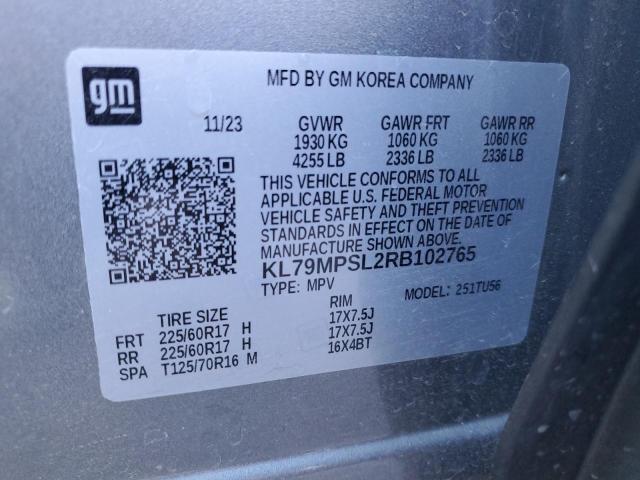 gm
MFD BY GM KOREA COMPANY
11/23 GVWR GAWR FRT GAWR RR
1930 KG 1060 KG 1060 KG
4255 LB 2336 LB 2336 LB
THIS VEHICLE CONFORMS TO ALL
APPLICABLE U.S. FEDERAL MOTOR
VEHICLE SAFETY AND THEFT PREVENTION
STANDARDS IN EFFECT ON THE DATE OF
MANUFACTURE SHOWN ABOVE.
KL79MPSL2RB102765
TYPE: MPV MODEL: 251TU56
TIRE SIZE RIM
FRT 225/60R17 H 17X7.5J
RR 225/60R17 H 17X7.5J
SPA T125/70R16 M 16X4BT